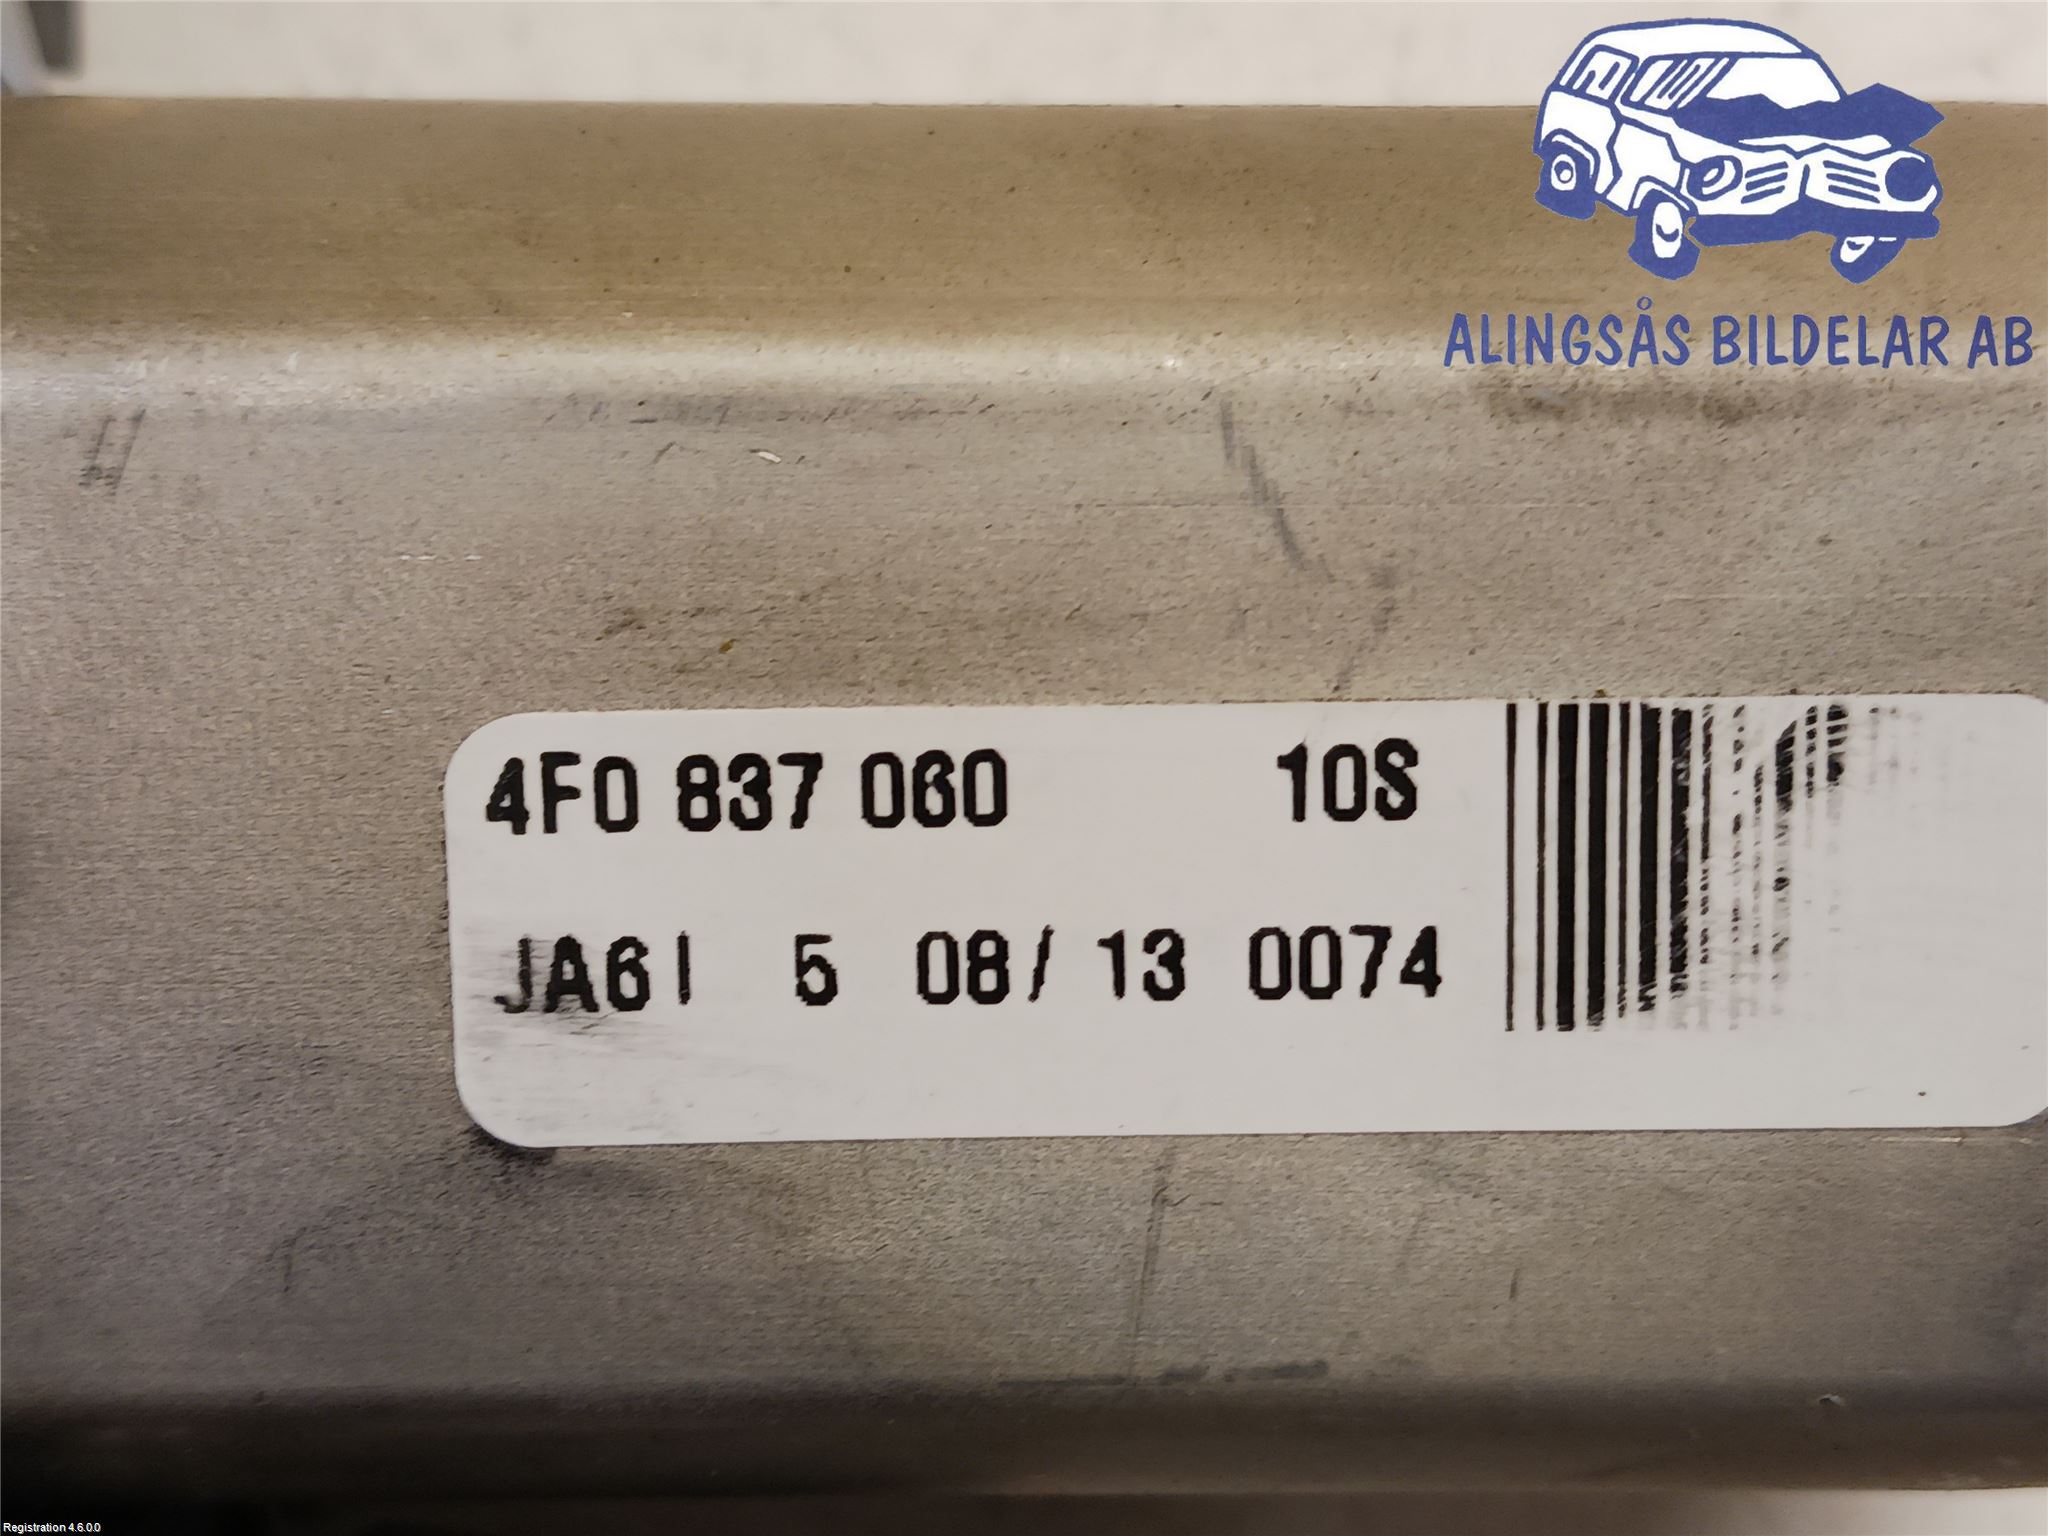 ALINGSÅS BILDELAR AB
4F0 837 060 10S
JA6I 5 08/ 13 0074
Registration 4.6.0.0